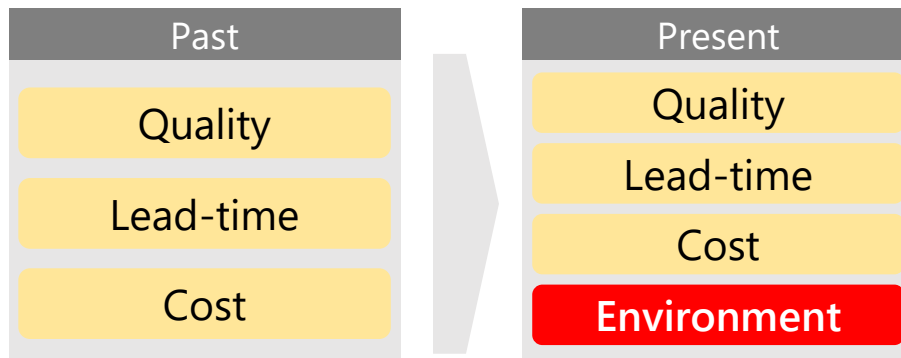 Past
Quality
Lead-time
Cost
Present
Quality
Lead-time
Cost
Environment